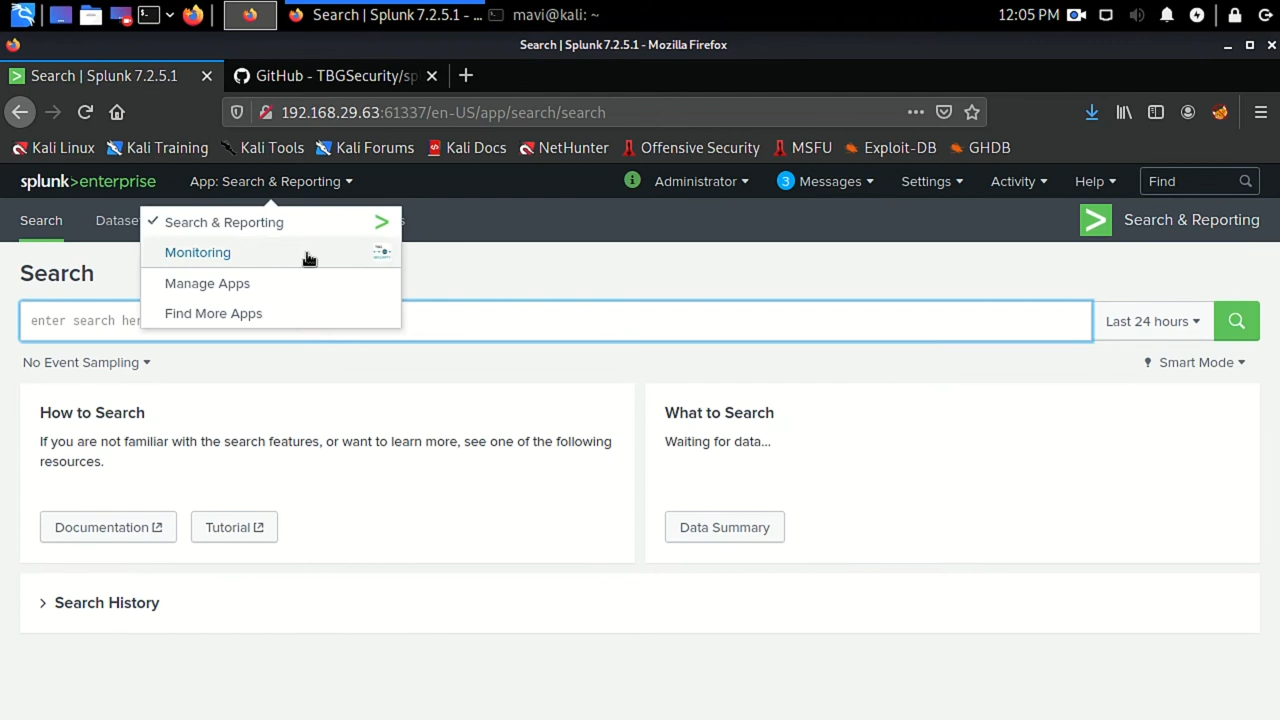 Search | Splunk 7.2.5.1 - ...
mavi@kali: ~
12:05 PM
Search | Splunk 7.2.5.1 - Mozilla Firefox
Search | Splunk 7.2.5.1
GitHub - TBGSecurity/sp
192.168.29.63:61337/en-US/app/search/search
Kali Linux
Kali Training
Kali Tools
Kali Forums
Kali Docs
NetHunter
Offensive Security
MSFU
Exploit-DB
GHDB
splunk>enterprise
App: Search & Reporting
Administrator
3
Messages
Settings
Activity
Help
Find
Search
Datase
s
Search & Reporting
Search & Reporting
Monitoring
Manage Apps
Find More Apps
Search
enter search her
Last 24 hours
No Event Sampling
Smart Mode
How to Search
If you are not familiar with the search features, or want to learn more, see one of the following
resources.
Documentation
Tutorial
What to Search
Waiting for data...
Data Summary
Search History